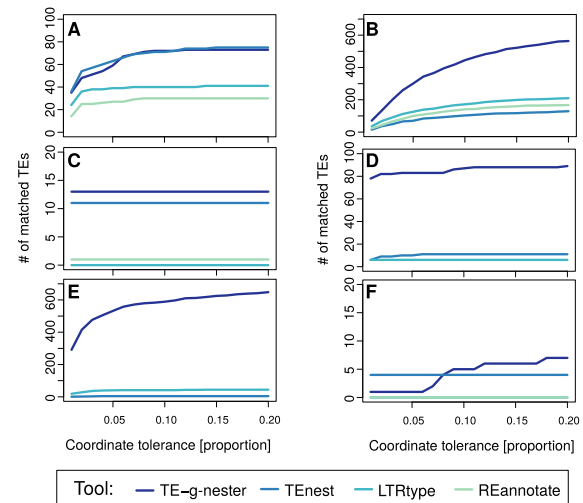 A
0 20 40 60 80 100
B
0 200 400 600
# of matched TEs
C
0 5 10 15 20
# of matched TEs
D
0 20 40 60 80 100
E
0 200 400 600
F
0 5 10 15 20
0.05 0.10 0.15 0.20
0.05 0.10 0.15 0.20
Coordinate tolerance [proportion]
Coordinate tolerance [proportion]
Tool: TE−g−nester TEnest LTRtype REannotate